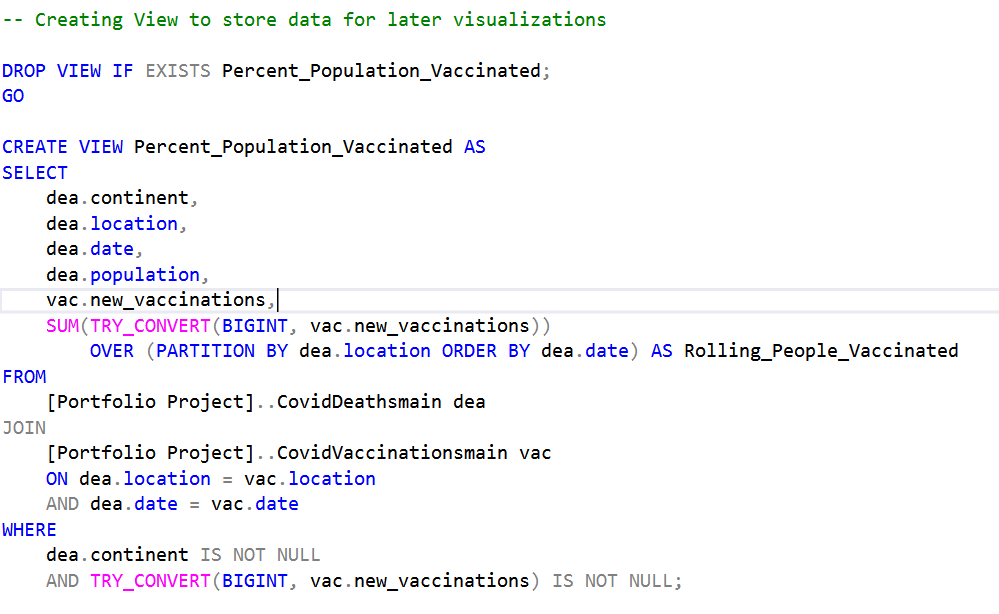 -- Creating View to store data for later visualizations
DROP VIEW IF EXISTS Percent_Population_Vaccinated;
GO
CREATE VIEW Percent_Population_Vaccinated AS
SELECT
dea.continent,
dea.location,
dea.date,
dea.population,
vac.new_vaccinations,
SUM(TRY_CONVERT(BIGINT, vac.new_vaccinations))
OVER (PARTITION BY dea.location ORDER BY dea.date) AS Rolling_People_Vaccinated
FROM
[Portfolio Project]..CovidDeathsmain dea
JOIN
[Portfolio Project]..CovidVaccinationsmain vac
ON dea.location = vac.location
AND dea.date = vac.date
WHERE
dea.continent IS NOT NULL
AND TRY_CONVERT(BIGINT, vac.new_vaccinations) IS NOT NULL;